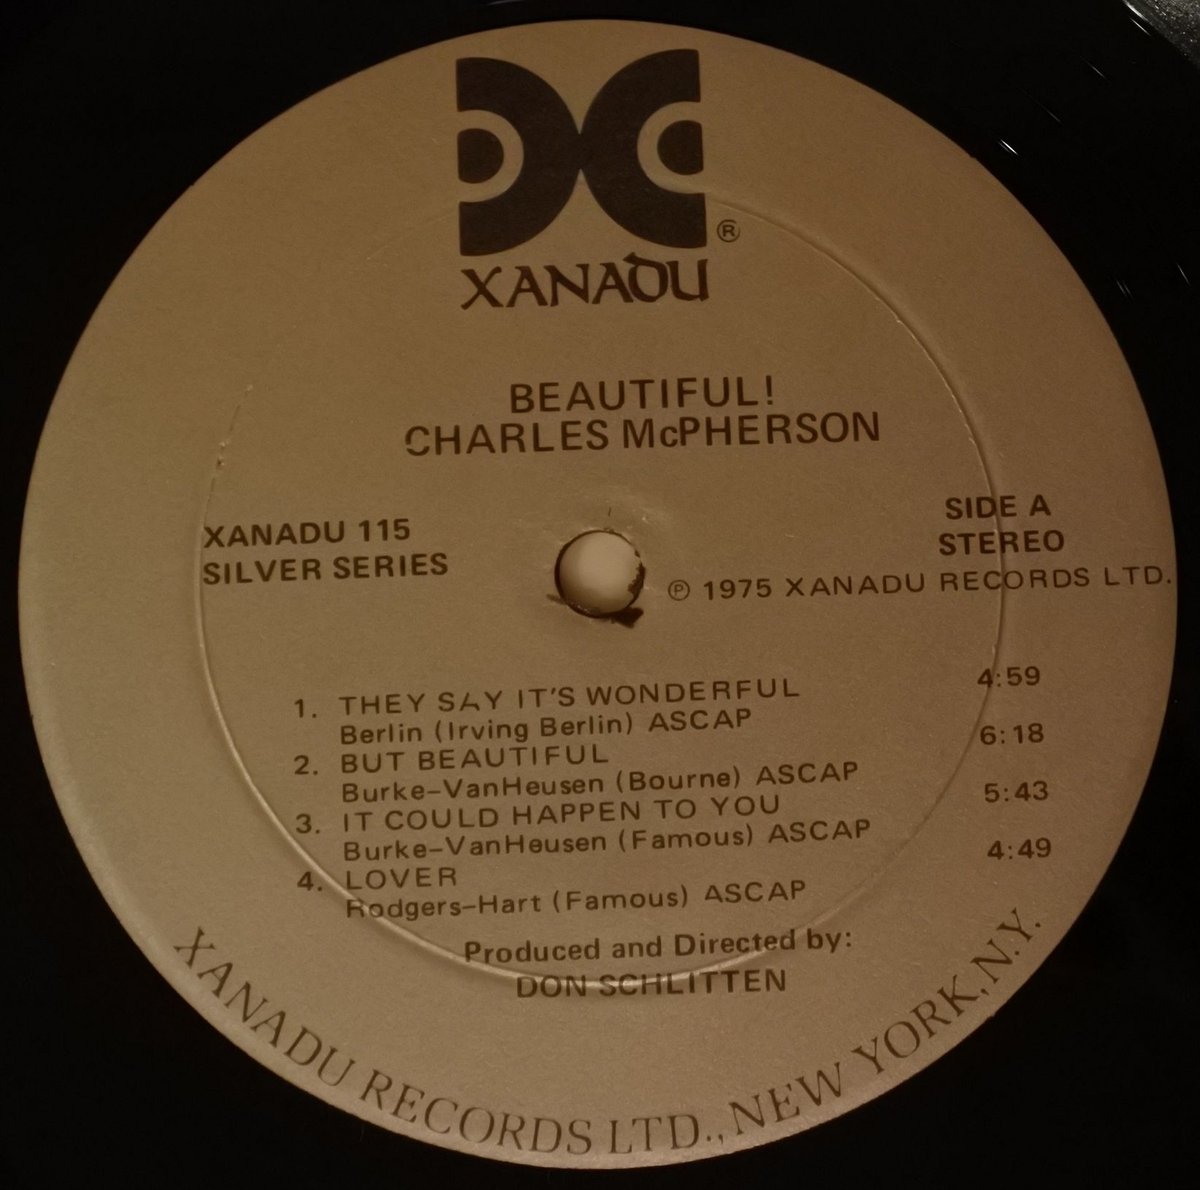 ®
XANADU
BEAUTIFUL!
CHARLES McPHERSON
XANADU 115
SILVER SERIES
SIDE A
STEREO
℗ 1975 XANADU RECORDS LTD.
1. THEY SAY IT'S WONDERFUL 4:59
Berlin (Irving Berlin) ASCAP
2. BUT BEAUTIFUL 6:18
Burke-VanHeusen (Bourne) ASCAP
3. IT COULD HAPPEN TO YOU 5:43
Burke-VanHeusen (Famous) ASCAP
4. LOVER 4:49
Rodgers-Hart (Famous) ASCAP
Produced and Directed by:
DON SCHLITTEN
XANADU RECORDS LTD., NEW YORK, N.Y.